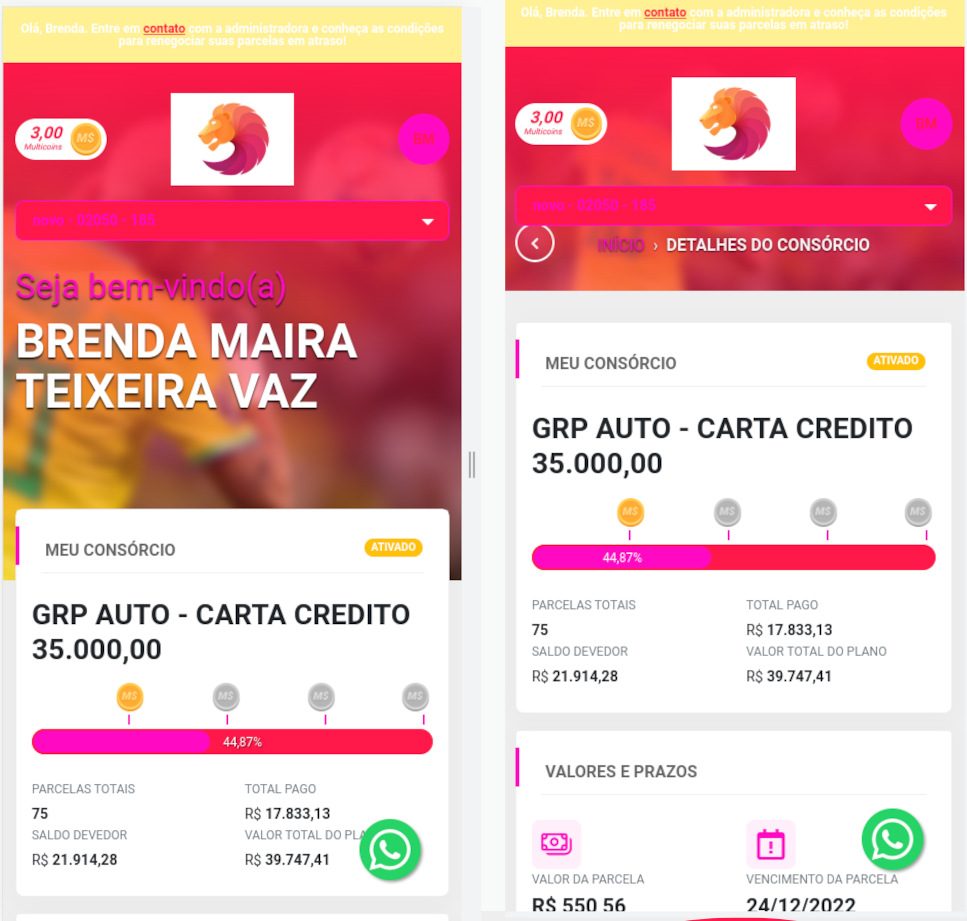 Olá, Brenda. Entre em contato com a administradora e conheça as condições
para renegociar suas parcelas em atraso!
3,00
Multicoins
M$
BM
novo - 02050 - 185
Seja bem-vindo(a)
BRENDA MAIRA
TEIXEIRA VAZ
MEU CONSÓRCIO
ATIVADO
GRP AUTO - CARTA CREDITO
35.000,00
M$ M$ M$ M$
44,87%
PARCELAS TOTAIS
75
TOTAL PAGO
R$ 17.833,13
SALDO DEVEDOR
R$ 21.914,28
VALOR TOTAL DO PLA
R$ 39.747,41
Olá, Brenda. Entre em contato com a administradora e conheça as condições
para renegociar suas parcelas em atraso!
3,00
Multicoins
M$
BM
novo - 02050 - 185
INÍCIO › DETALHES DO CONSÓRCIO
MEU CONSÓRCIO
ATIVADO
GRP AUTO - CARTA CREDITO
35.000,00
M$ M$ M$ M$
44,87%
PARCELAS TOTAIS
75
TOTAL PAGO
R$ 17.833,13
SALDO DEVEDOR
R$ 21.914,28
VALOR TOTAL DO PLANO
R$ 39.747,41
VALORES E PRAZOS
VALOR DA PARCELA
R$ 550 56
VENCIMENTO DA PARCELA
24/12/2022